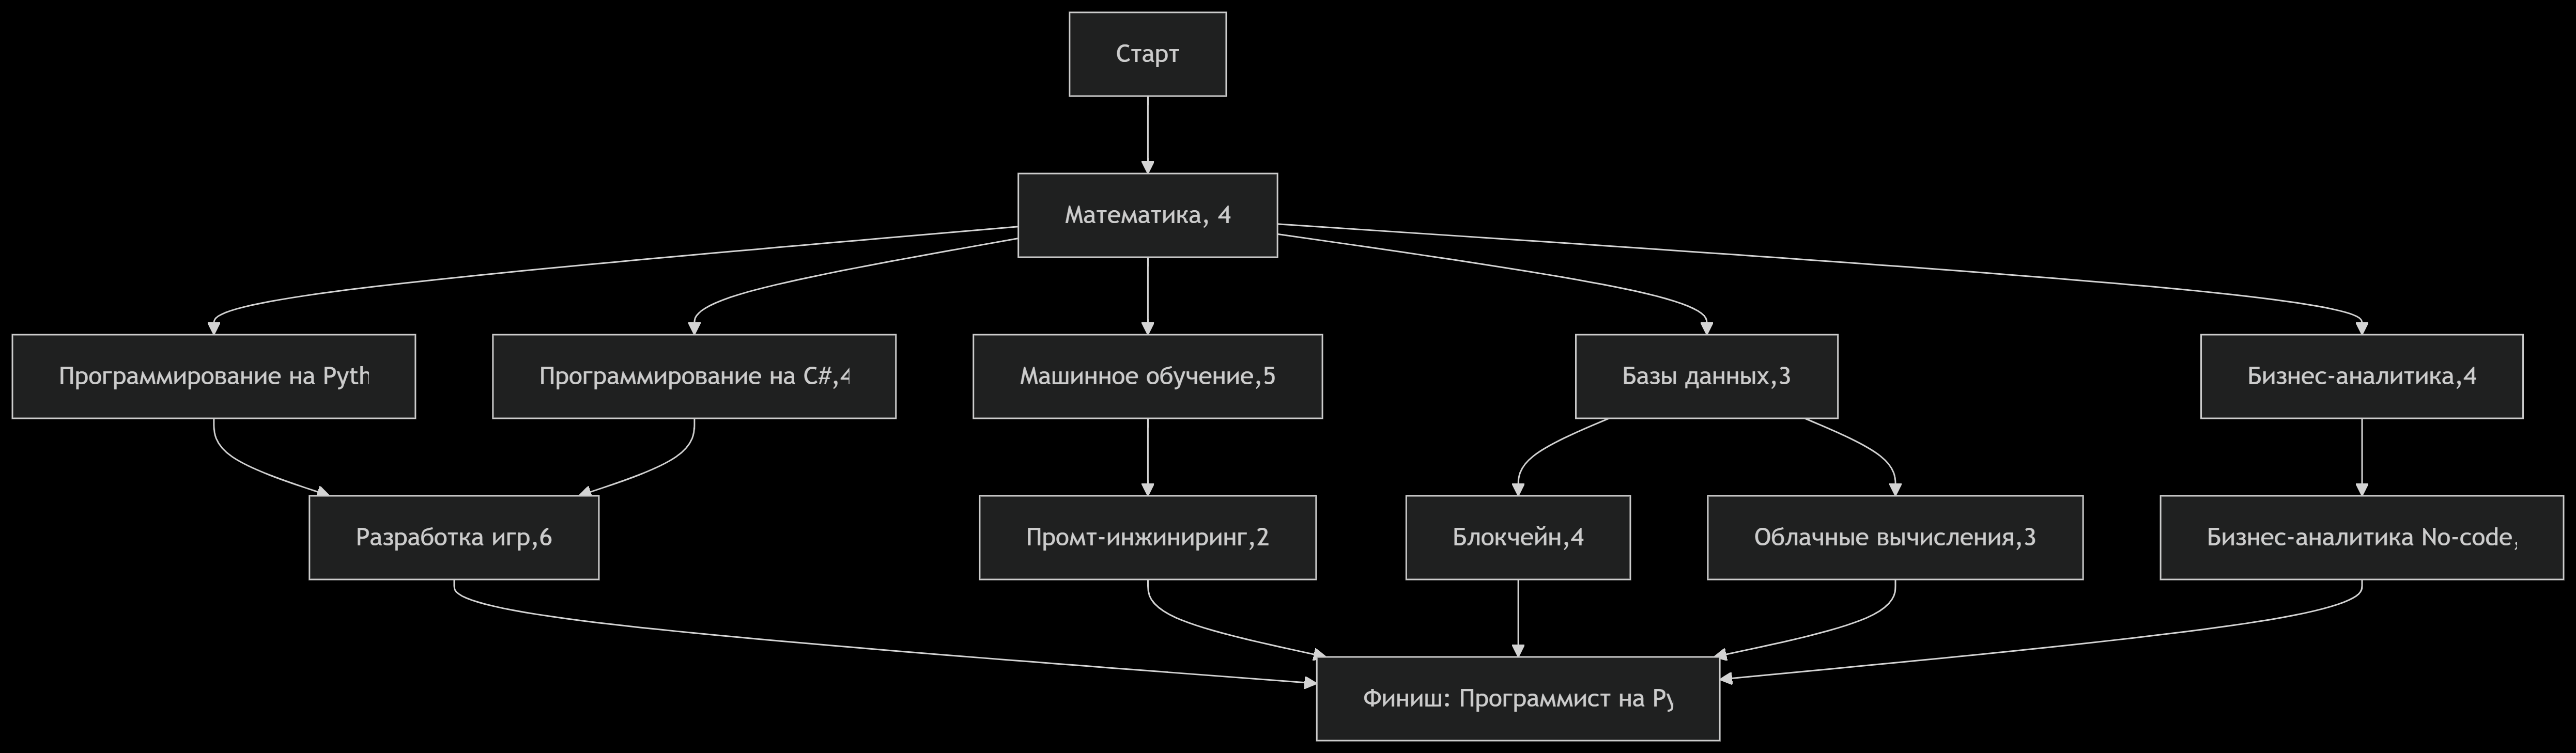 Старт
Математика, 4
Программирование на Pyth
Программирование на C#,4
Машинное обучение,5
Базы данных,3
Бизнес-аналитика,4
Разработка игр,6
Промт-инжиниринг,2
Блокчейн,4
Облачные вычисления,3
Бизнес-аналитика No-code,
Финиш: Программист на Py